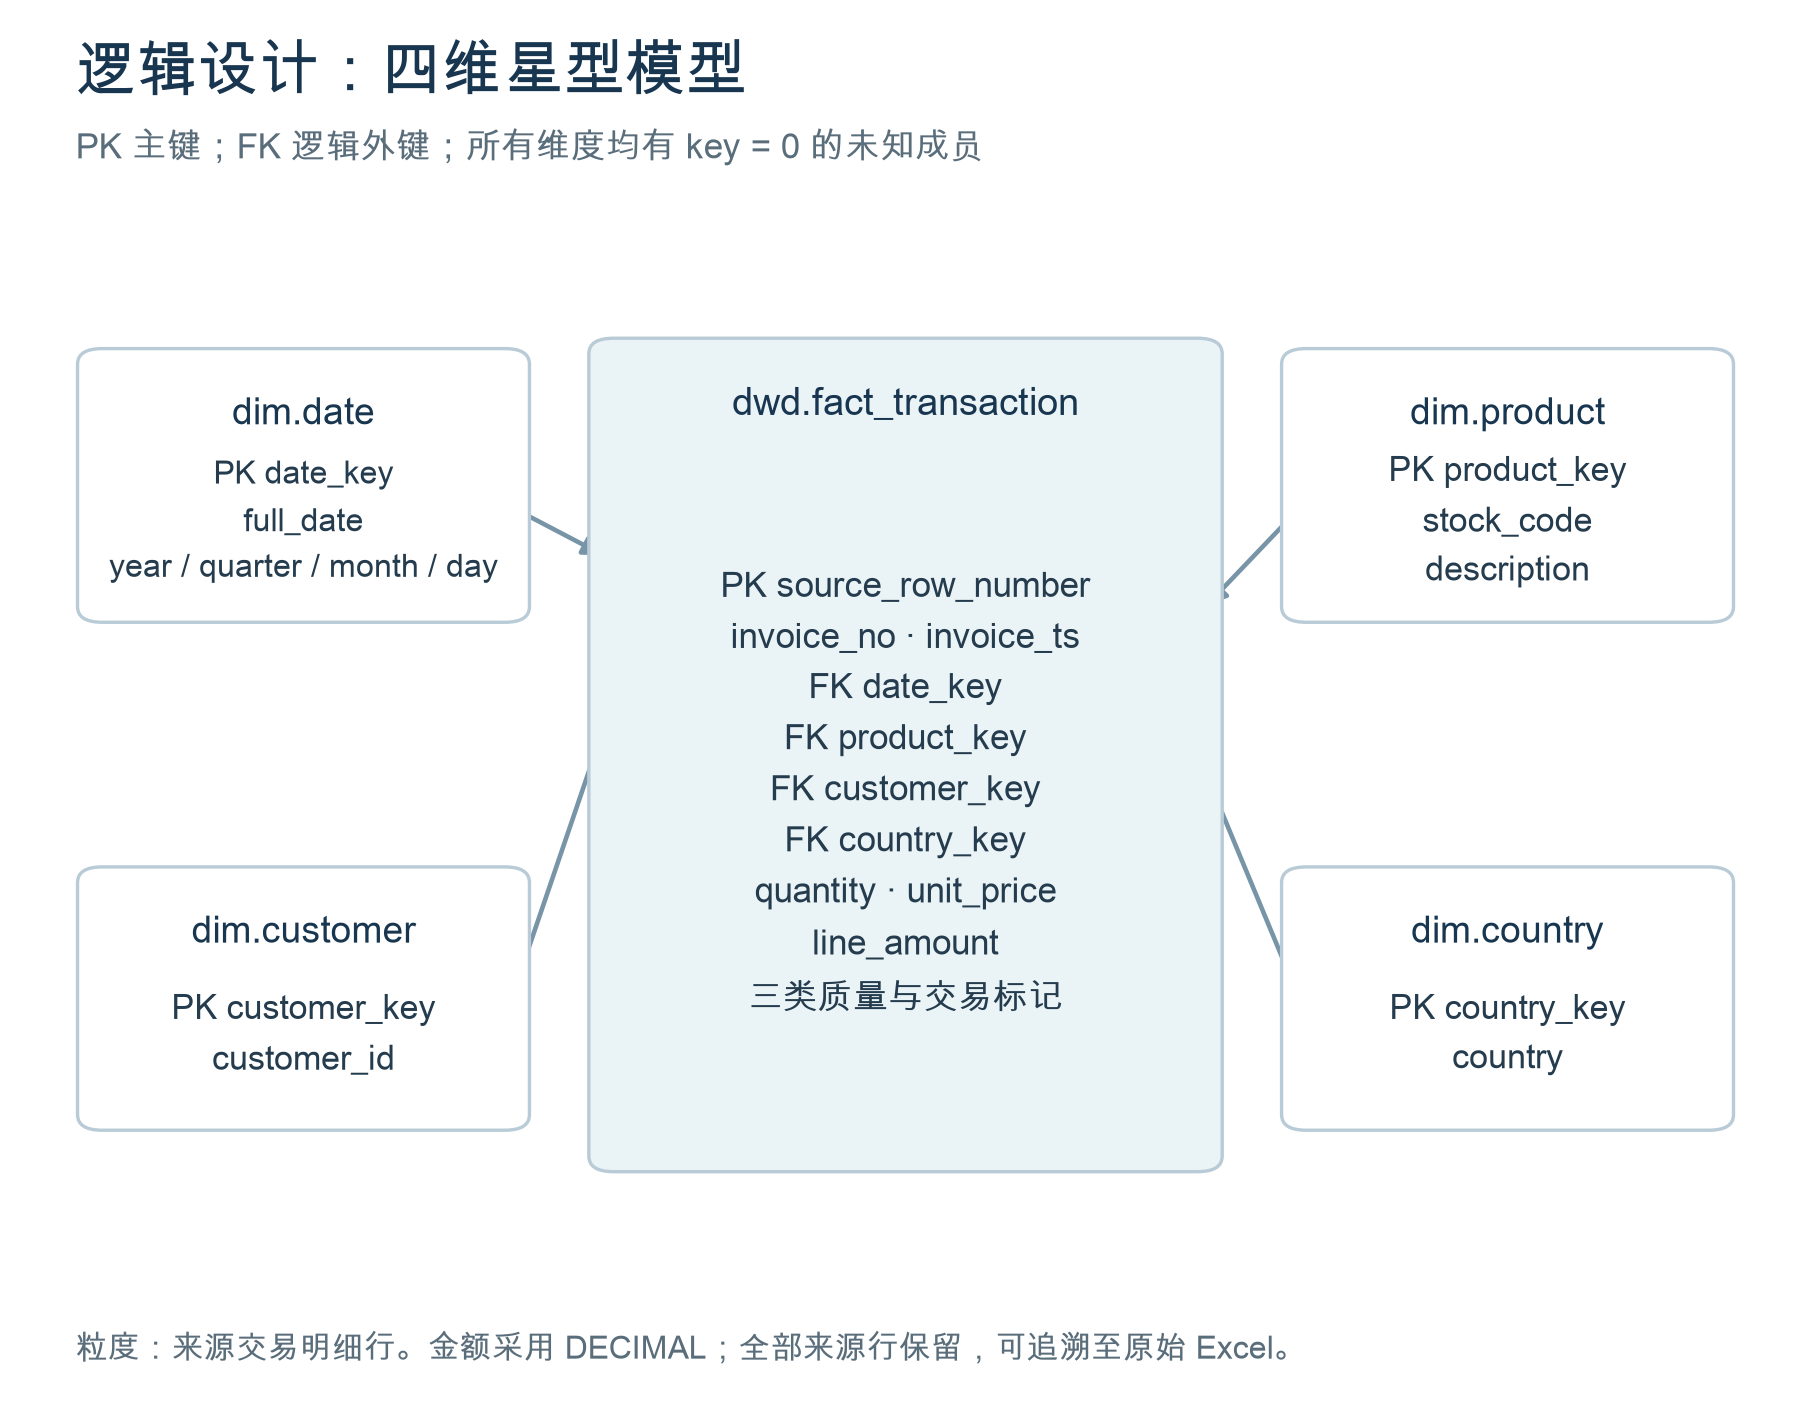 逻辑设计：四维星型模型
PK 主键；FK 逻辑外键；所有维度均有 key = 0 的未知成员
dim.date
PK date_key
full_date
year / quarter / month / day
dwd.fact_transaction
PK source_row_number
invoice_no · invoice_ts
FK date_key
FK product_key
FK customer_key
FK country_key
quantity · unit_price
line_amount
三类质量与交易标记
dim.product
PK product_key
stock_code
description
dim.customer
PK customer_key
customer_id
dim.country
PK country_key
country
粒度：来源交易明细行。金额采用 DECIMAL；全部来源行保留，可追溯至原始 Excel。